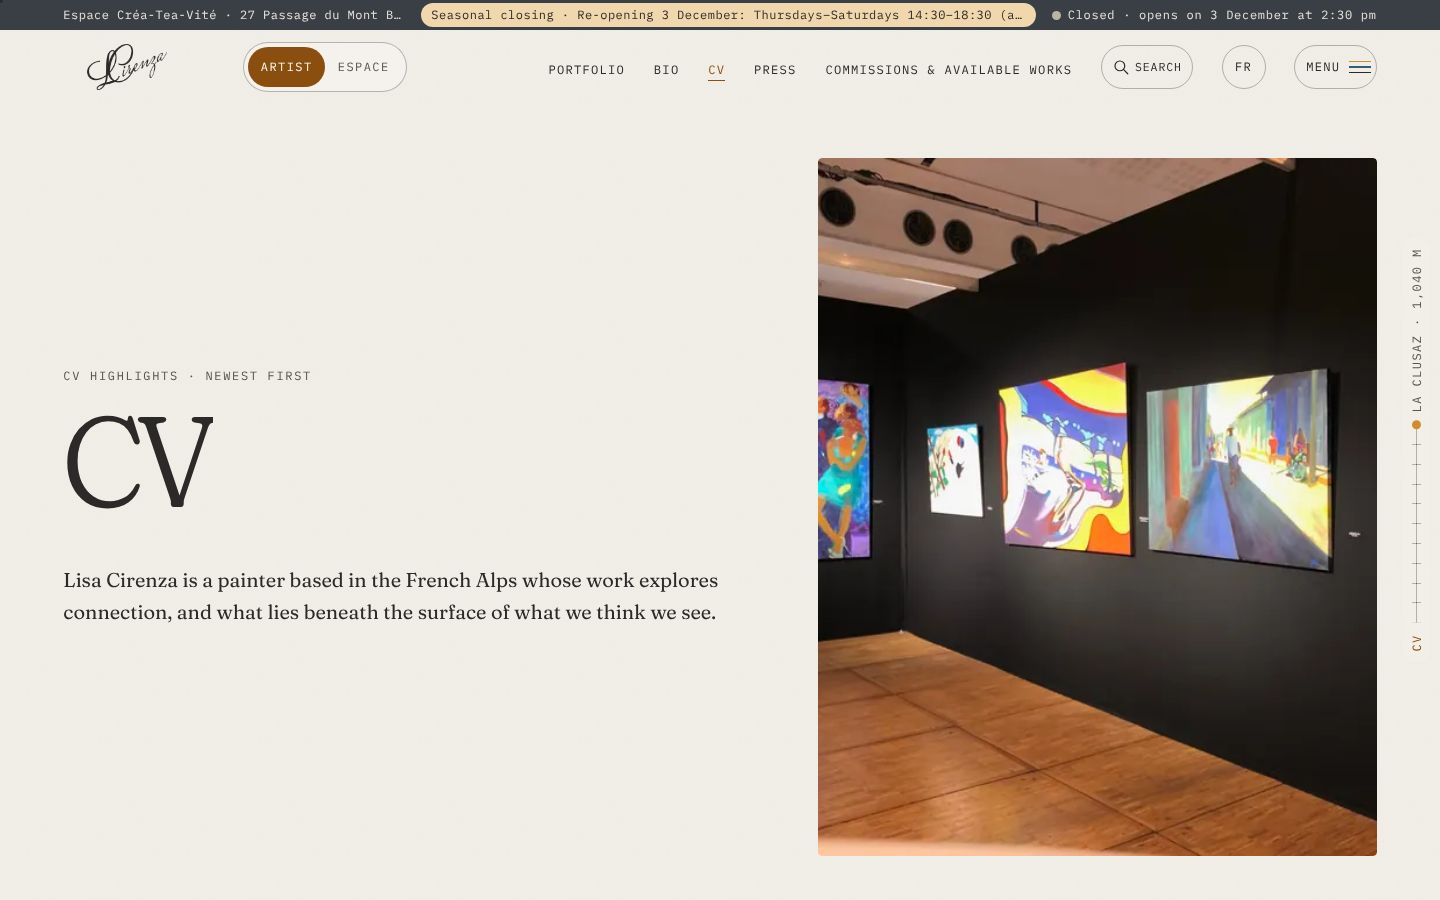 Espace Créa-Tea-Vité · 27 Passage du Mont B…
Seasonal closing · Re-opening 3 December: Thursdays–Saturdays 14:30–18:30 (a…
Closed · opens on 3 December at 2:30 pm
Cirenza
ARTIST
ESPACE
PORTFOLIO
BIO
CV
PRESS
COMMISSIONS & AVAILABLE WORKS
SEARCH
FR
MENU
CV HIGHLIGHTS · NEWEST FIRST
CV
Lisa Cirenza is a painter based in the French Alps whose work explores
connection, and what lies beneath the surface of what we think we see.
LA CLUSAZ · 1,040 M
CV